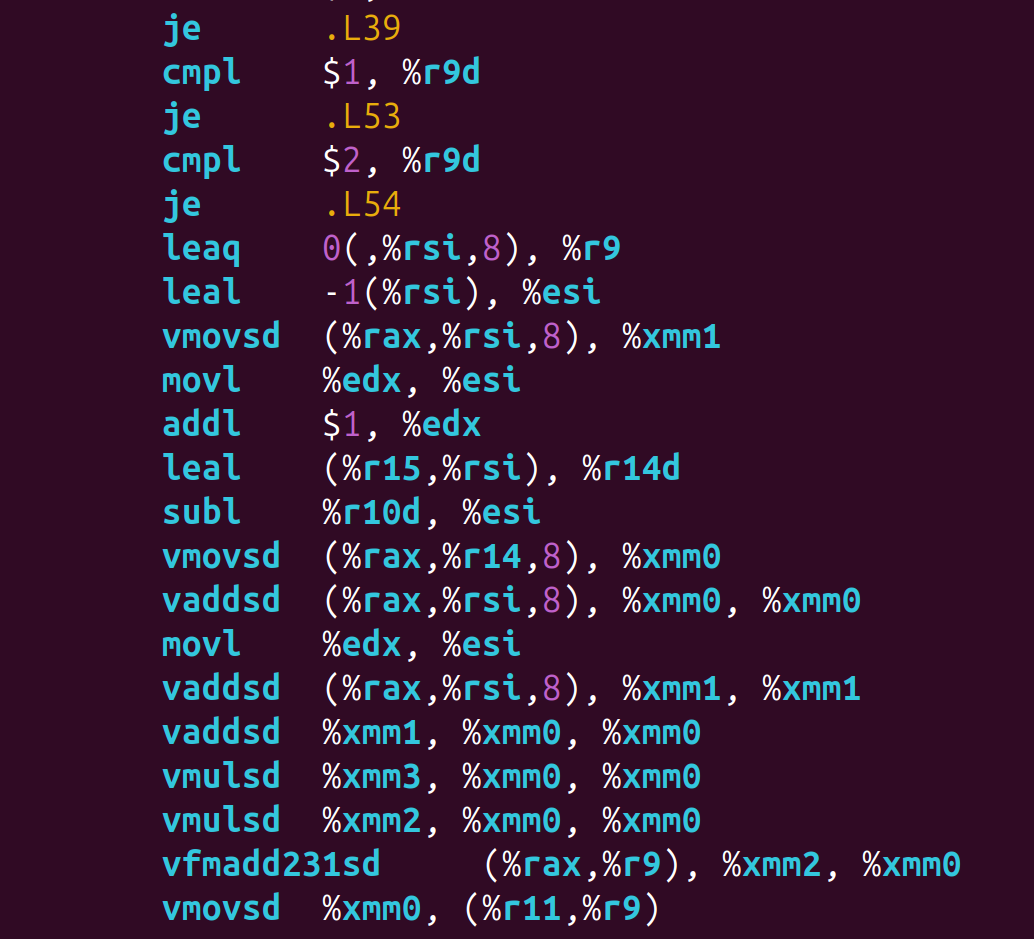 je .L39
cmpl $1, %r9d
je .L53
cmpl $2, %r9d
je .L54
leaq 0(,%rsi,8), %r9
leal -1(%rsi), %esi
vmovsd (%rax,%rsi,8), %xmm1
movl %edx, %esi
addl $1, %edx
leal (%r15,%rsi), %r14d
subl %r10d, %esi
vmovsd (%rax,%r14,8), %xmm0
vaddsd (%rax,%rsi,8), %xmm0, %xmm0
movl %edx, %esi
vaddsd (%rax,%rsi,8), %xmm1, %xmm1
vaddsd %xmm1, %xmm0, %xmm0
vmulsd %xmm3, %xmm0, %xmm0
vmulsd %xmm2, %xmm0, %xmm0
vfmadd231sd (%rax,%r9), %xmm2, %xmm0
vmovsd %xmm0, (%r11,%r9)